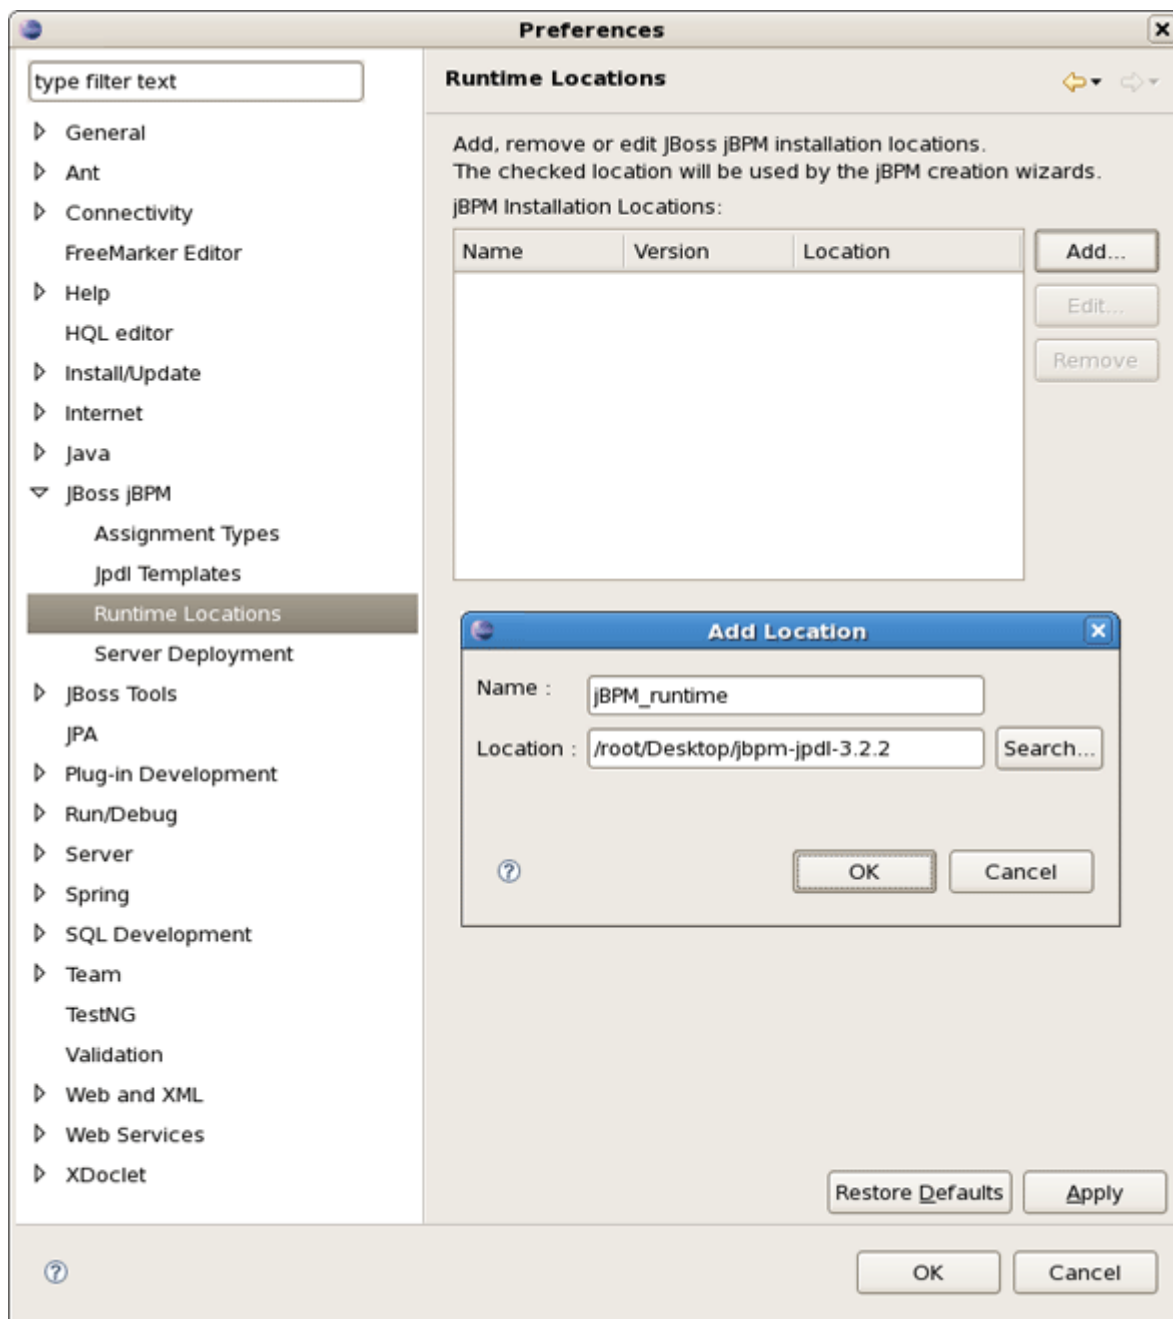 Preferences
type filter text
General
Ant
Connectivity
FreeMarker Editor
Help
HQL editor
Install/Update
Internet
Java
JBoss jBPM
Assignment Types
Jpdl Templates
Runtime Locations
Server Deployment
JBoss Tools
JPA
Plug-in Development
Run/Debug
Server
Spring
SQL Development
Team
TestNG
Validation
Web and XML
Web Services
XDoclet
Runtime Locations
Add, remove or edit JBoss jBPM installation locations.
The checked location will be used by the jBPM creation wizards.
jBPM Installation Locations:
Name Version Location
Add...
Edit...
Remove
Add Location
Name : jBPM_runtime
Location : /root/Desktop/jbpm-jpdl-3.2.2 Search...
OK Cancel
Restore Defaults Apply
OK Cancel